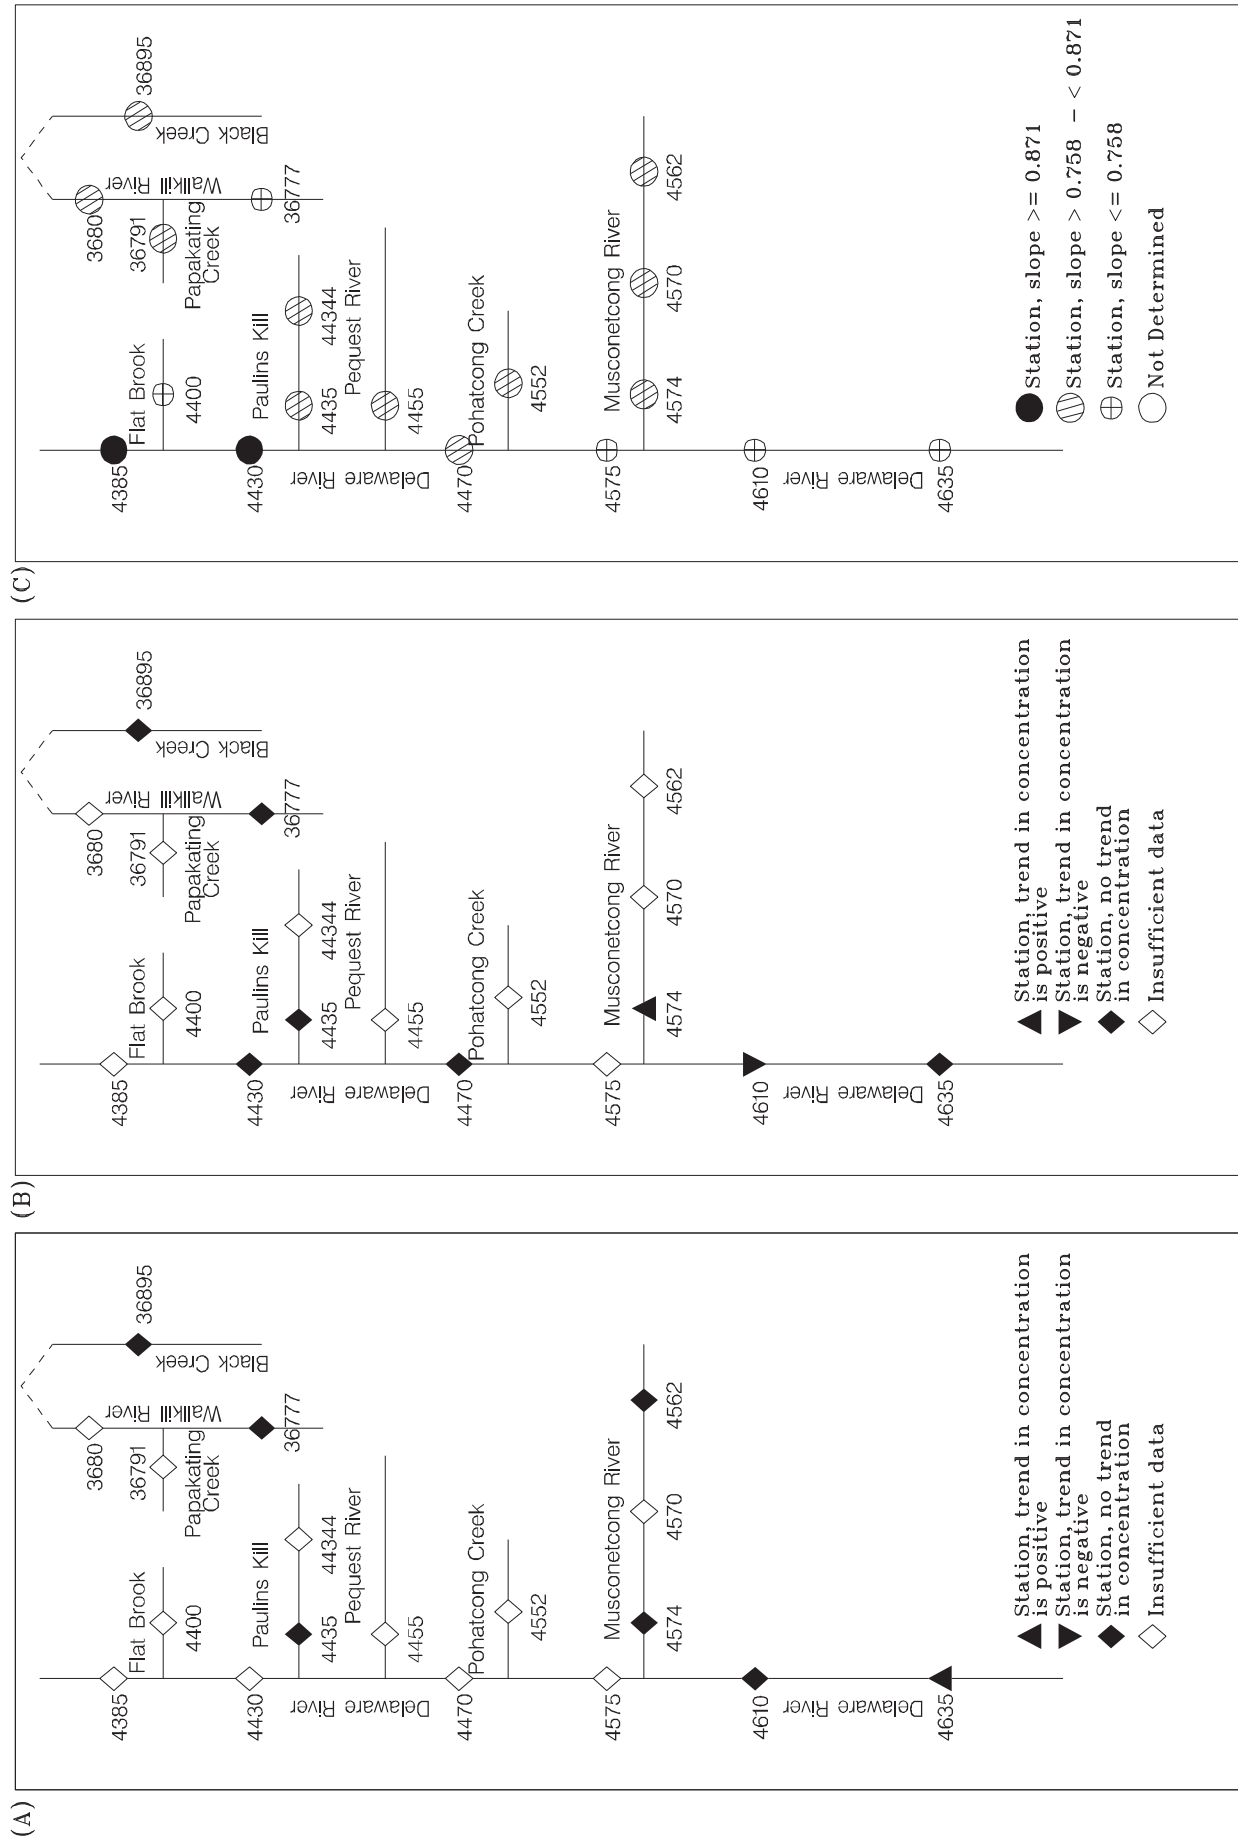 (A)
4385
Flat Brook
4400
3680
36791
Papakating
Creek
Wallkill
River
36777
36895
Black Creek
4430
Paulins Kill
4435
44344
Delaware River
Pequest River
4455
4470
Pohatcong Creek
4552
4575
Musconetcong River
4574
4570
4562
4610
Delaware River
4635
Station, trend in concentration
is positive
Station, trend in concentration
is negative
Station, no trend
in concentration
Insufficient data
(B)
4385
Flat Brook
4400
3680
36791
Papakating
Creek
Wallkill
River
36777
36895
Black Creek
4430
Paulins Kill
4435
44344
Delaware River
Pequest River
4455
4470
Pohatcong Creek
4552
4575
Musconetcong River
4574
4570
4562
4610
Delaware River
4635
Station, trend in concentration
is positive
Station, trend in concentration
is negative
Station, no trend
in concentration
Insufficient data
(C)
4385
Flat Brook
4400
3680
36791
Papakating
Creek
Wallkill
River
36777
36895
Black Creek
4430
Paulins Kill
4435
44344
Delaware River
Pequest River
4455
4470
Pohatcong Creek
4552
4575
Musconetcong River
4574
4570
4562
4610
Delaware River
4635
Station, slope >= 0.871
Station, slope > 0.758 - < 0.871
Station, slope <= 0.758
Not Determined